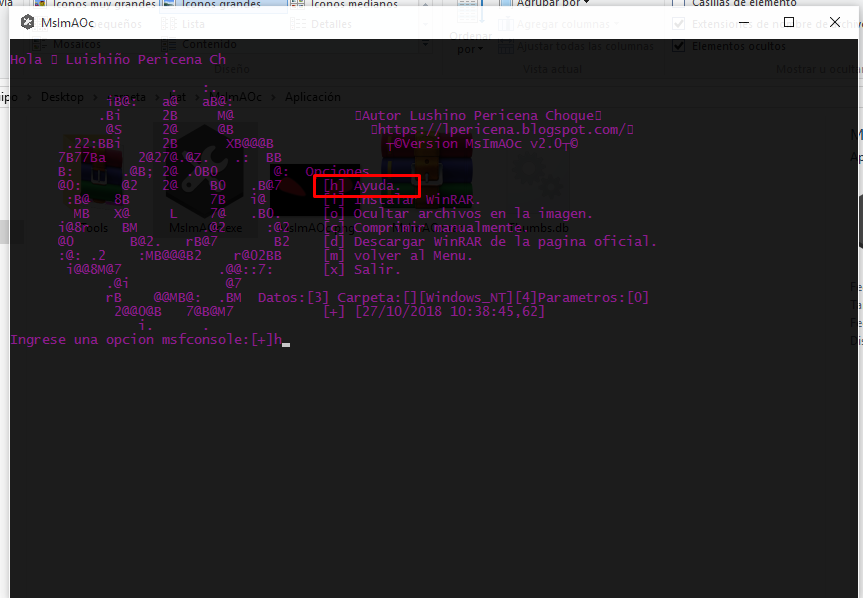 Iconos muy grandes
Iconos grandes
Iconos medianos
Agrupar por
Casillas de elemento
MsImAOc
pequeños
Lista
Detalles
Agregar columnas
Extensiones de nombre de archivo
Mosaicos
Contenido
Ordenar
por
Ajustar todas las columnas
Elementos ocultos
Hola Luishiño Pericena Ch
Diseño
Vista actual
Mostrar u ocultar
Desktop
MsImAOc
Aplicación
Autor Lushino Pericena Choque
https://lpericena.blogspot.com/
┬©Version MsImAOc v2.0┬©
Opciones
[h] Ayuda.
[i] Instalar WinRAR.
[o] Ocultar archivos en la imagen.
[c] Comprimir manualmente.
[d] Descargar WinRAR de la pagina oficial.
[m] volver al Menu.
[x] Salir.
Tools
MsImAOc.exe
Thumbs.db
Datos:[3] Carpeta:[][Windows_NT][4]Parametros:[0]
[+] [27/10/2018 10:38:45,62]
Ingrese una opcion msfconsole:[+]h